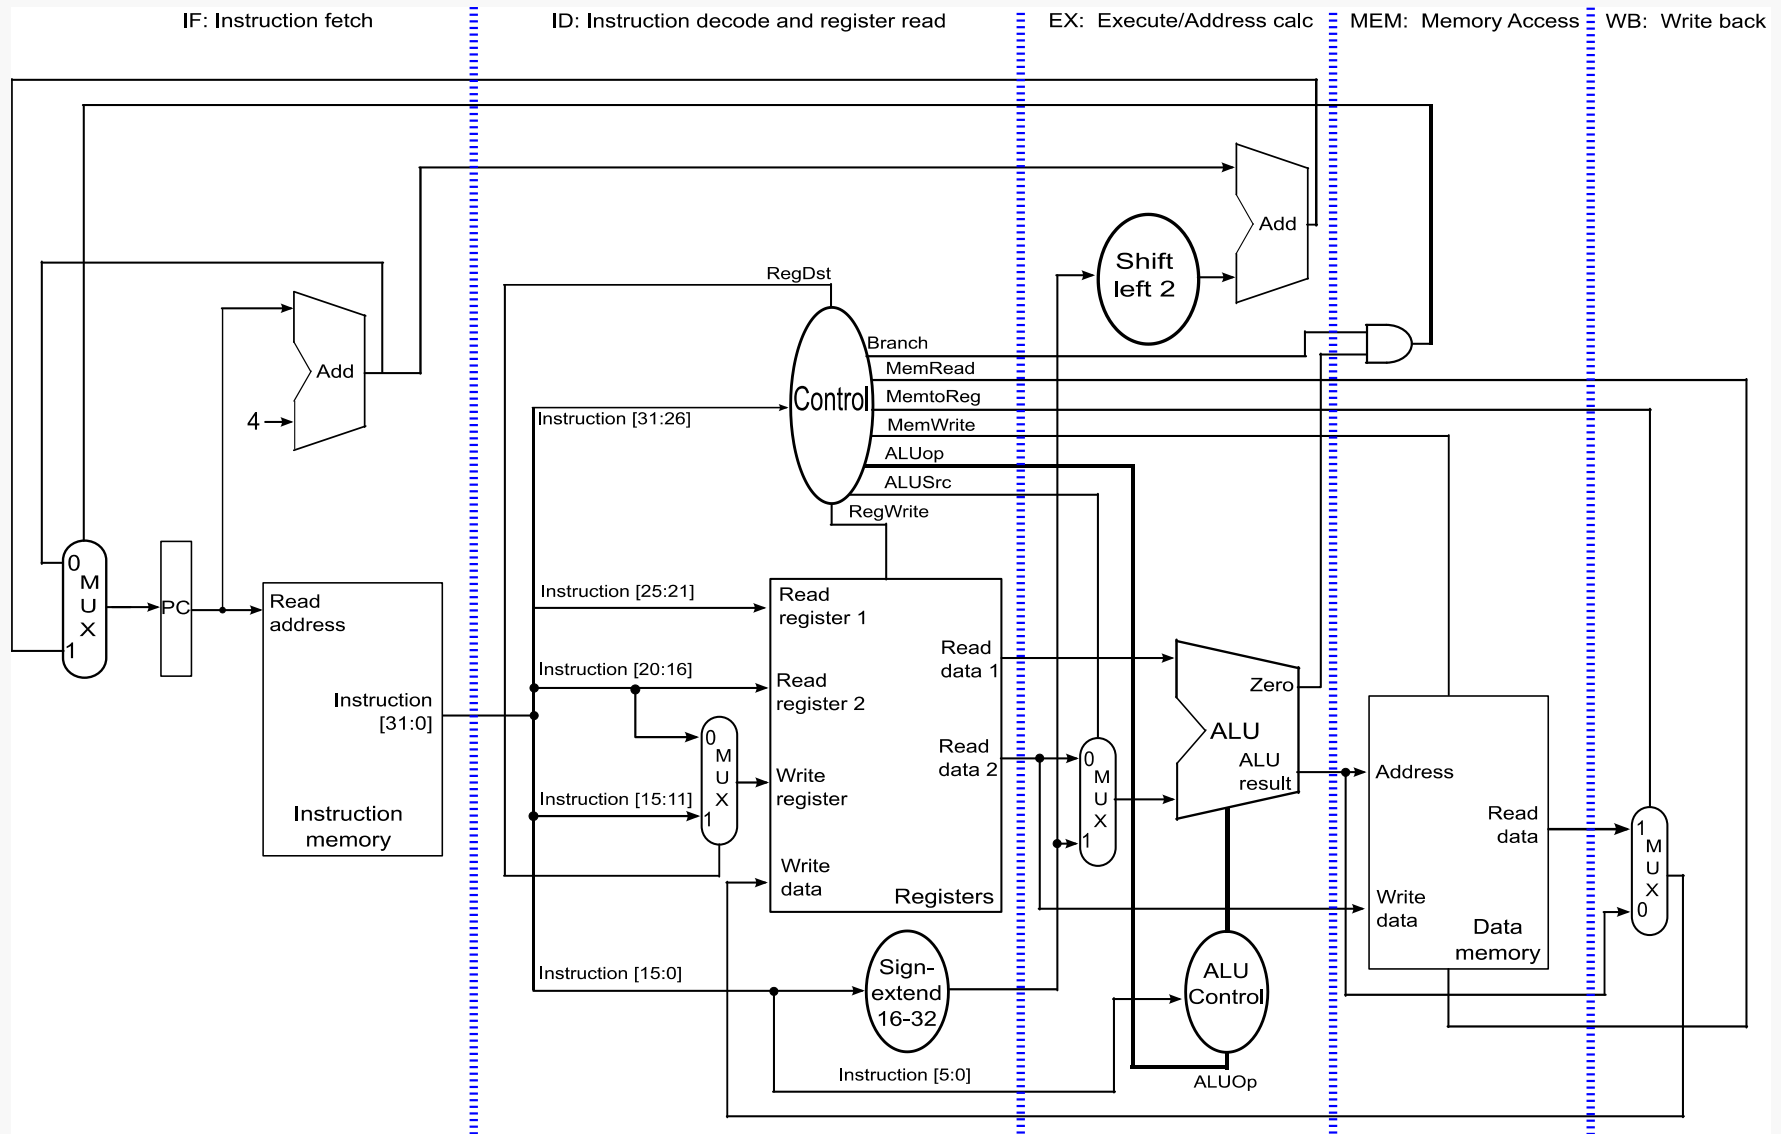 IF: Instruction fetch
ID: Instruction decode and register read
EX: Execute/Address calc
MEM: Memory Access
WB: Write back
Add
4
0
M
U
X
1
PC
Read
address
Instruction
[31:0]
Instruction
memory
RegDst
Control
Branch
MemRead
MemtoReg
MemWrite
ALUop
ALUSrc
RegWrite
Instruction [31:26]
Instruction [25:21]
Instruction [20:16]
Instruction [15:11]
Instruction [15:0]
Instruction [5:0]
0
M
U
X
1
Read
register 1
Read
register 2
Write
register
Write
data
Read
data 1
Read
data 2
Registers
Sign-
extend
16-32
Shift
left 2
Add
0
M
U
X
1
Zero
ALU
ALU
result
ALU
Control
ALUOp
Address
Read
data
Write
data
Data
memory
1
M
U
X
0